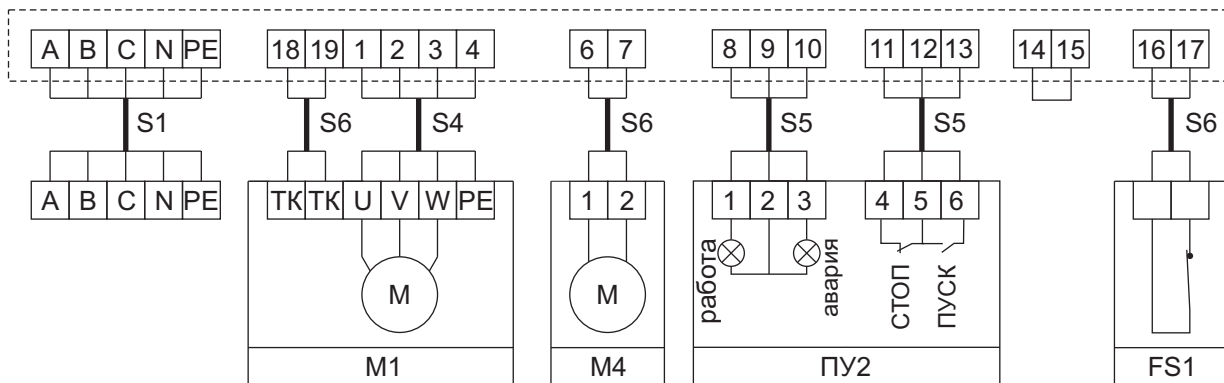 A B C N PE 18 19 1 2 3 4 6 7 8 9 10 11 12 13 14 15 16 17
S1 S6 S4 S6 S5 S5 S6
A B C N PE ТК ТК U V W PE 1 2 1 2 3 4 5 6
работа авария СТОП ПУСК
М М
М1 М4 ПУ2 FS1